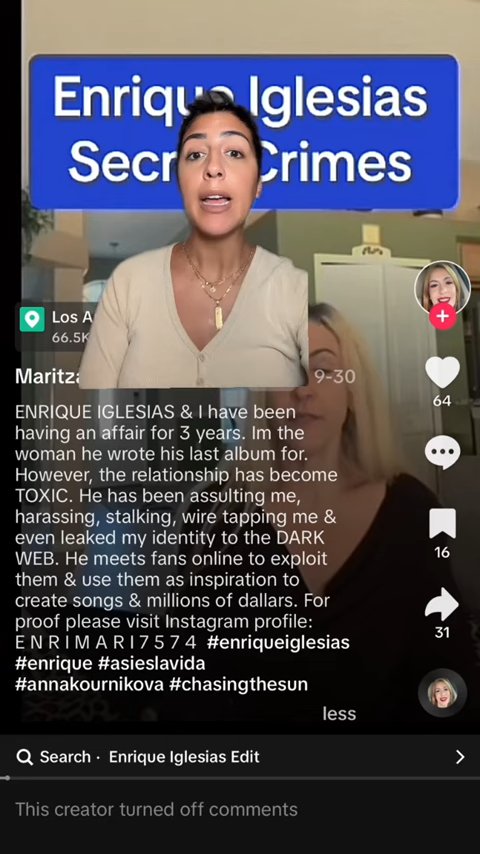 Enrique Iglesias
Secr Crimes
Los A
66.5K
Maritza 9-30
64
ENRIQUE IGLESIAS & I have been
having an affair for 3 years. Im the
woman he wrote his last album for.
However, the relationship has become
TOXIC. He has been assulting me,
harassing, stalking, wire tapping me &
even leaked my identity to the DARK
WEB. He meets fans online to exploit
them & use them as inspiration to
create songs & millions of dallars. For
proof please visit Instagram profile:
E N R I M A R I 7 5 7 4 #enriqueiglesias
#enrique #asieslavida
#annakournikova #chasingthesun
16
31
less
Search · Enrique Iglesias Edit
This creator turned off comments